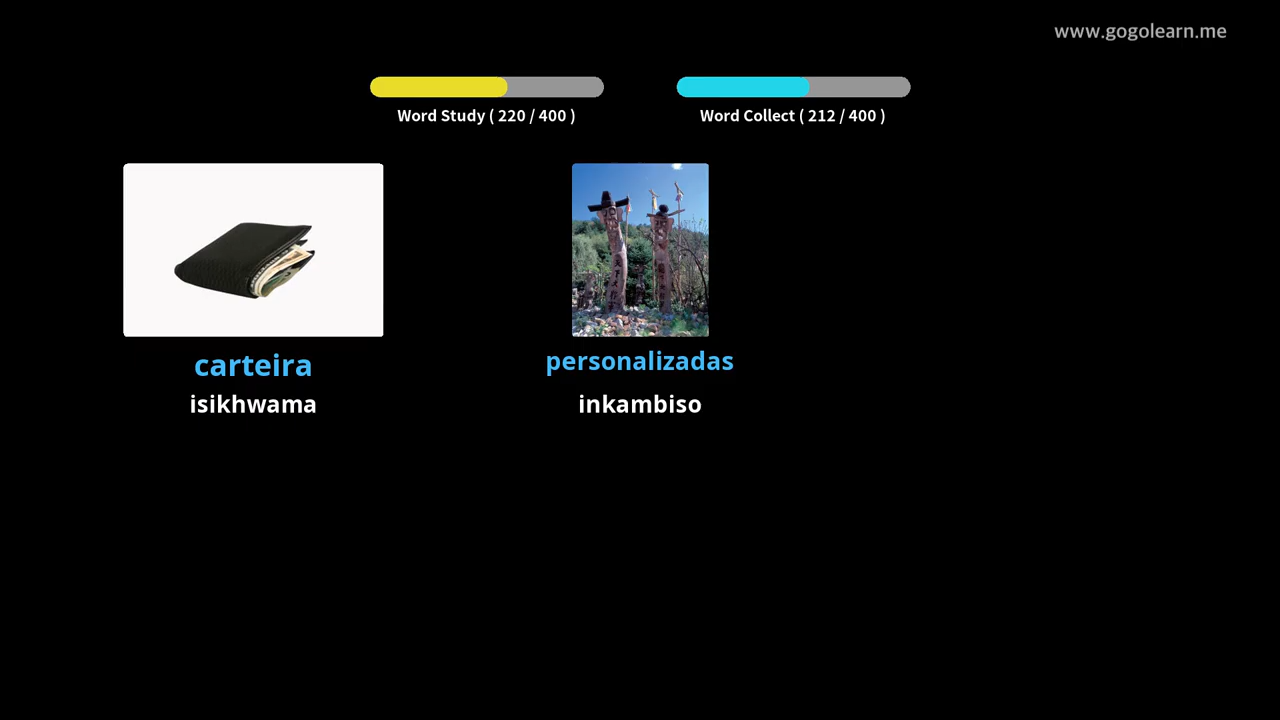 www.gogolearn.me
Word Study ( 220 / 400 )
Word Collect ( 212 / 400 )
carteira
personalizadas
isikhwama
inkambiso